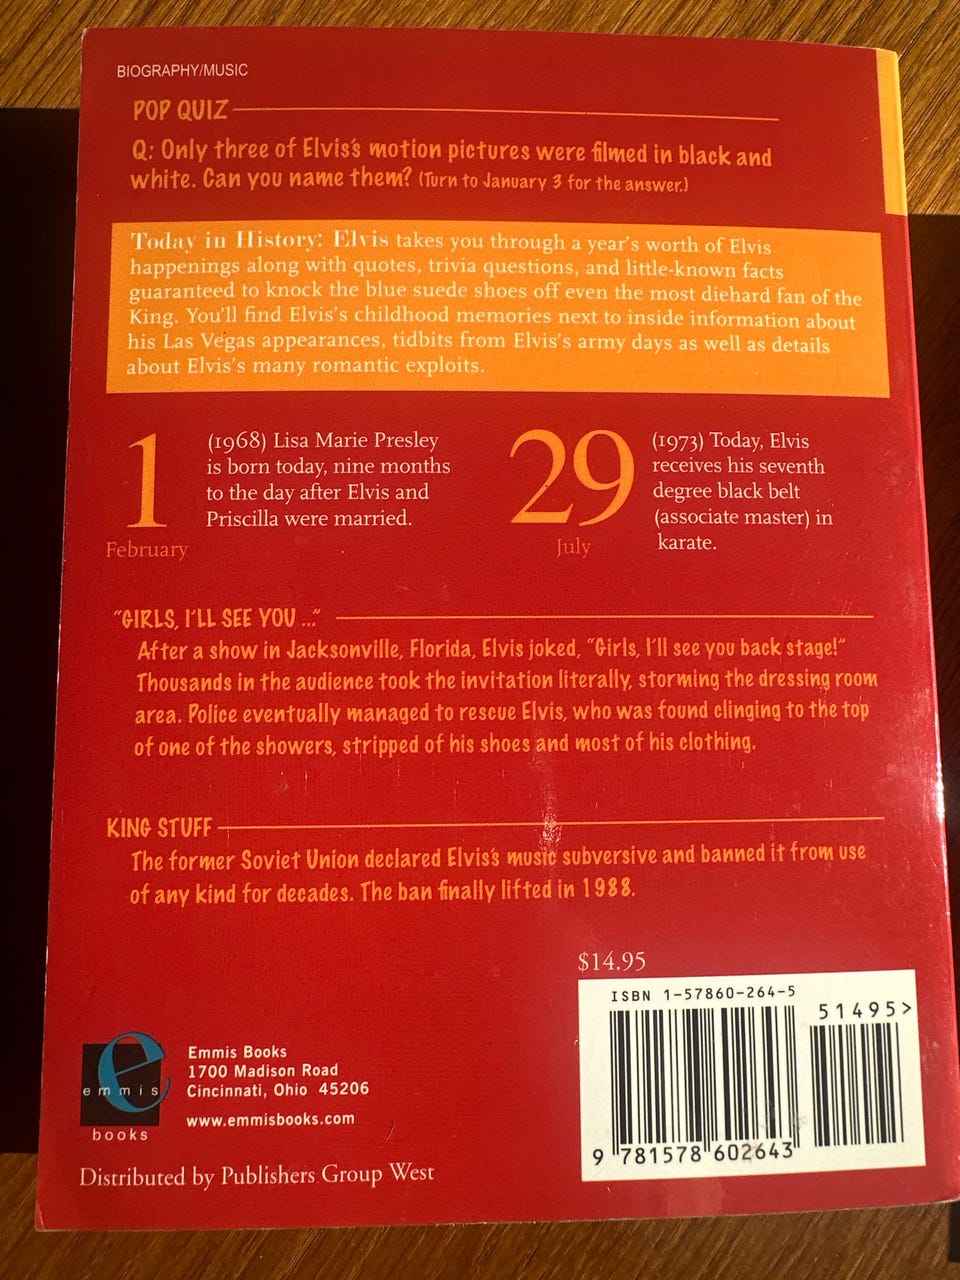 BIOGRAPHY/MUSIC
POP QUIZ
Q: Only three of Elvis's motion pictures were filmed in black and
white. Can you name them? (Turn to January 3 for the answer.)
Today in History: Elvis takes you through a year's worth of Elvis
happenings along with quotes, trivia questions, and little-known facts
guaranteed to knock the blue suede shoes off even the most diehard fan of the
King. You'll find Elvis's childhood memories next to inside information about
his Las Vegas appearances, tidbits from Elvis's army days as well as details
about Elvis's many romantic exploits.
1
February
(1968) Lisa Marie Presley
is born today, nine months
to the day after Elvis and
Priscilla were married.
29
July
(1973) Today, Elvis
receives his seventh
degree black belt
(associate master) in
karate.
"GIRLS, I'LL SEE YOU ..."
After a show in Jacksonville, Florida, Elvis joked, "Girls, I'll see you back stage!"
Thousands in the audience took the invitation literally, storming the dressing room
area. Police eventually managed to rescue Elvis, who was found clinging to the top
of one of the showers, stripped of his shoes and most of his clothing.
KING STUFF
The former Soviet Union declared Elvis's music subversive and banned it from use
of any kind for decades. The ban finally lifted in 1988.
$14.95
ISBN 1-57860-264-5
51495>
9 781578 602643
e
emmis
books
Emmis Books
1700 Madison Road
Cincinnati, Ohio 45206
www.emmisbooks.com
Distributed by Publishers Group West